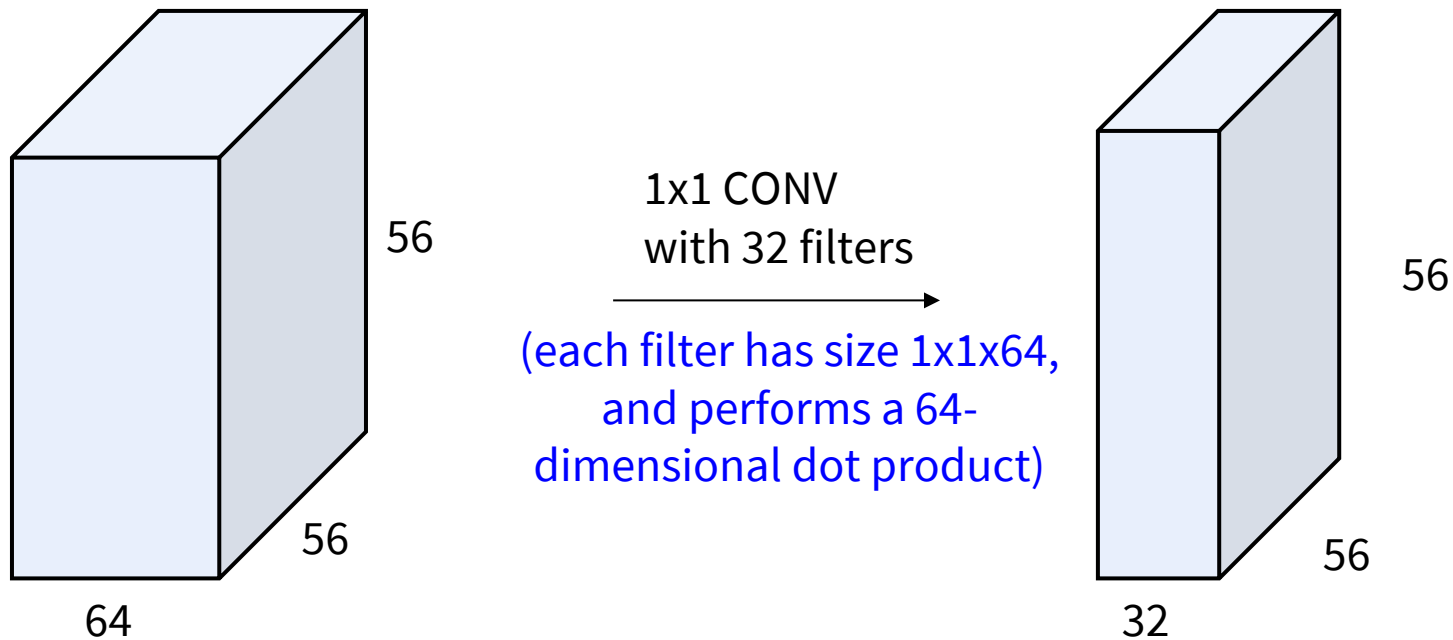 56
56
64
1x1 CONV
with 32 filters
(each filter has size 1x1x64,
and performs a 64-
dimensional dot product)
56
56
32